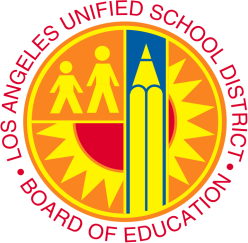 LOS ANGELES UNIFIED SCHOOL DISTRICT
• BOARD OF EDUCATION •